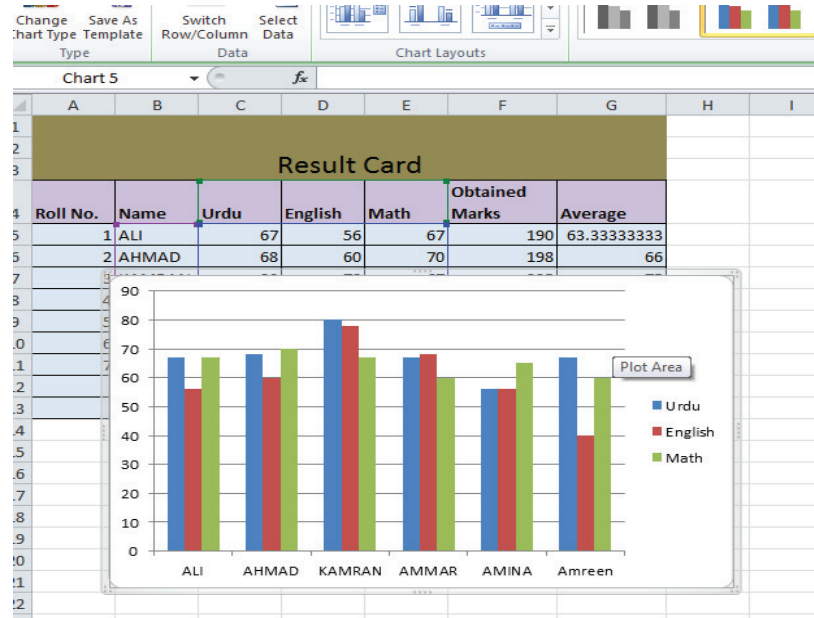 Change Save As Switch Select
Chart Type Template Row/Column Data
Type Data Chart Layouts
Chart 5 fx
A B C D E F G H I
1
2
3 Result Card
4 Roll No. Name Urdu English Math Obtained Marks Average
5 1 ALI 67 56 67 190 63.33333333
6 2 AHMAD 68 60 70 198 66
7
8
9
10
11
12
13
14
15
16
17
18
19
20
21
22
90
80
70
60
50
40
30
20
10
0
ALI AHMAD KAMRAN AMMAR AMINA Amreen
Plot Area
Urdu
English
Math